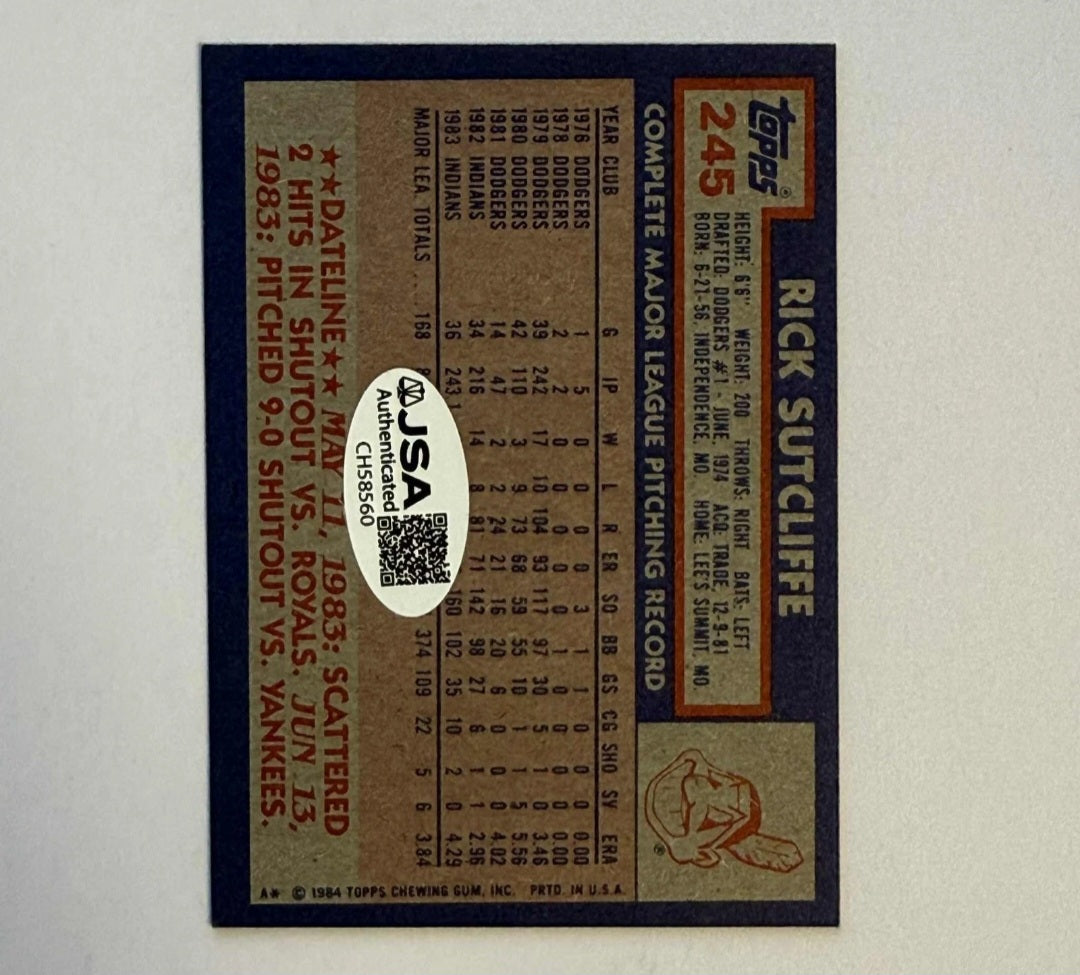 topps®
245
RICK SUTCLIFFE
HEIGHT: 6'6" WEIGHT: 200 THROWS: RIGHT BATS: LEFT
DRAFTED: DODGERS #1 - JUNE, 1974 ACQ: TRADE, 12-9-81
BORN: 6-21-56, INDEPENDENCE, MO. HOME: LEE'S SUMMIT, MO.
COMPLETE MAJOR LEAGUE PITCHING RECORD
YEAR CLUB G IP W L R ER SO BB GS CG SHO SV ERA
1976 DODGERS 1 5 0 0 0 0 3 1 1 0 0 0 0.00
1978 DODGERS 2 2 0 0 0 0 0 1 0 0 0 0 0.00
1979 DODGERS 39 242 17 10 104 93 117 97 30 5 1 0 3.46
1980 DODGERS 42 110 3 9 73 68 59 55 10 1 1 5 5.56
1981 DODGERS 14 47 2 2 24 21 16 20 6 0 0 0 4.02
1982 INDIANS 34 216 14 8 81 71 142 98 27 6 1 1 2.96
1983 INDIANS 36 243 1 160 102 35 10 2 0 4.29
MAJOR LEA. TOTALS ... 168 8 374 109 22 5 6 3.84
JSA
Authenticated
CH58560
★★DATELINE★★ MAY 11, 1983: SCATTERED
2 HITS IN SHUTOUT VS. ROYALS. JUN 13,
1983: PITCHED 9-0 SHUTOUT VS. YANKEES.
A* © 1984 TOPPS CHEWING GUM, INC. PRTD. IN U.S.A.